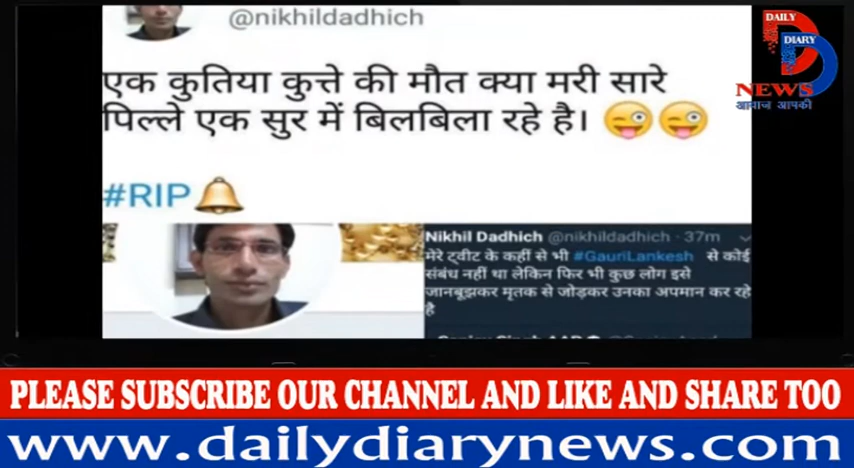 @nikhildadhich
एक कुतिया कुत्ते की मौत क्या मरी सारे
पिल्ले एक सुर में बिलबिला रहे है।
#RIP
DAILY
DIARY
NEWS
आवाज आपकी
Nikhil Dadhich @nikhildadhich · 37m
मेरे ट्वीट के कहीं से भी #GauriLankesh से कोई
संबंध नहीं था लेकिन फिर भी कुछ लोग इसे
जानबूझकर मृतक से जोड़कर उनका अपमान कर रहे
है
PLEASE SUBSCRIBE OUR CHANNEL AND LIKE AND SHARE TOO
www.dailydiarynews.com